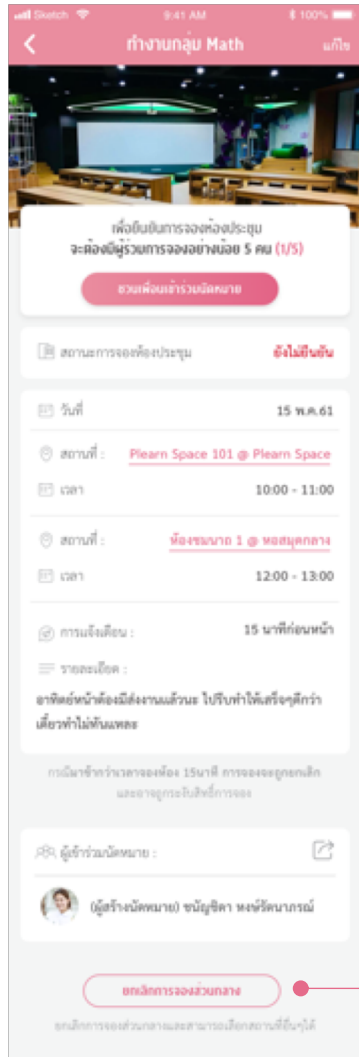 Sketch 9:41 AM 100%
ทำงานกลุ่ม Math แก้ไข
เพื่อยืนยันการจองห้องประชุม
จะต้องมีผู้ร่วมการจองอย่างน้อย 5 คน (1/5)
ชวนเพื่อนเข้าร่วมนัดหมาย
สถานะการจองห้องประชุม ยังไม่ยืนยัน
วันที่ 15 พ.ค.61
สถานที่ : Plearn Space 101 @ Plearn Space
เวลา 10:00 - 11:00
สถานที่ : ห้องชมนาด 1 @ หอสมุดกลาง
เวลา 12:00 - 13:00
การแจ้งเตือน : 15 นาทีก่อนหน้า
รายละเอียด :
อาทิตย์หน้าต้องมีส่งงานแล้วนะ ไปรีบทำให้เสร็จๆดีกว่า
เดี๋ยวทำไม่ทันแหละ
กรณีมาช้ากว่าเวลาจองห้อง 15นาที การจองจะถูกยกเลิก
และอาจถูกระงับสิทธิ์การจอง
ผู้เข้าร่วมนัดหมาย :
(ผู้สร้างนัดหมาย) ชนัญชิดา หงษ์รัตนาภรณ์
ยกเลิกการจองส่วนกลาง
ยกเลิกการจองส่วนกลางและสามารถเลือกสถานที่อื่นๆได้